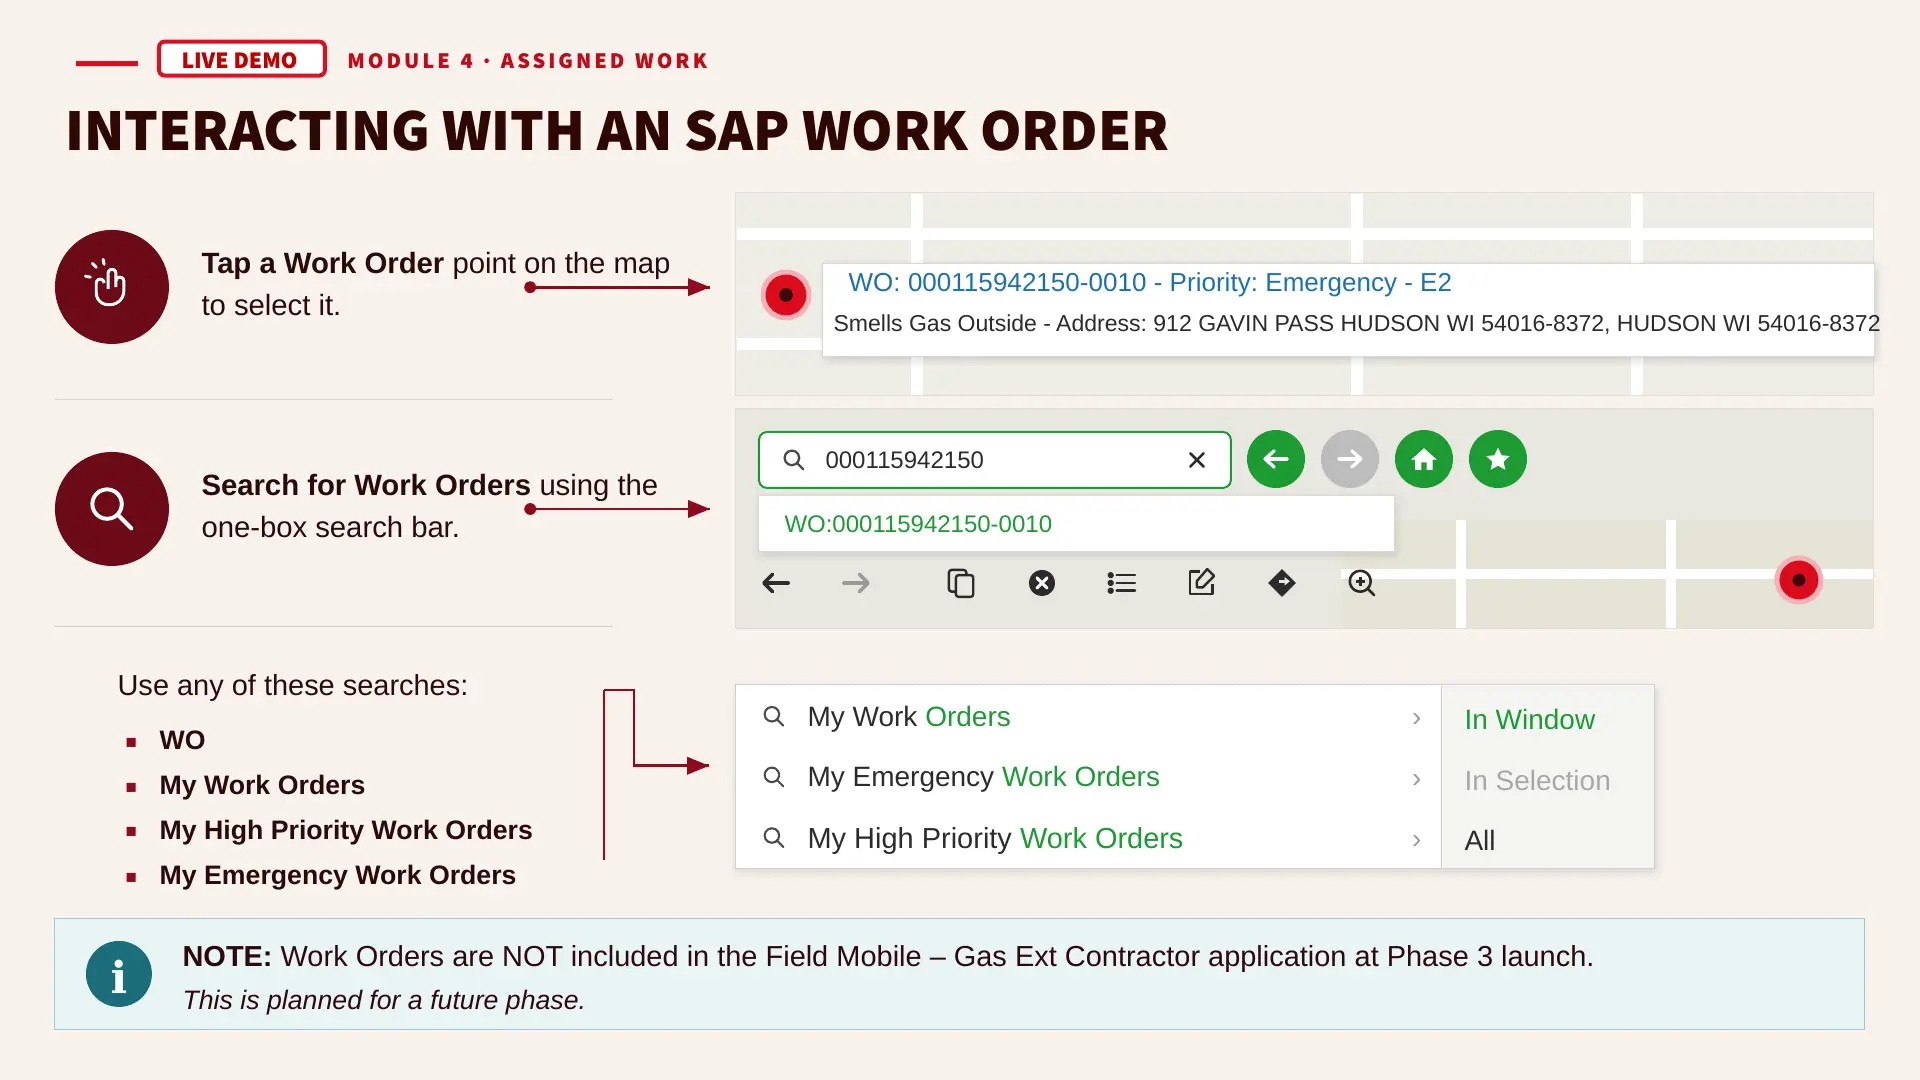 LIVE DEMO
MODULE 4 · ASSIGNED WORK
INTERACTING WITH AN SAP WORK ORDER
Tap a Work Order point on the map
to select it.
WO: 000115942150-0010 - Priority: Emergency - E2
Smells Gas Outside - Address: 912 GAVIN PASS HUDSON WI 54016-8372, HUDSON WI 54016-8372
Search for Work Orders using the
one-box search bar.
000115942150
WO:000115942150-0010
Use any of these searches:
▪ WO
▪ My Work Orders
▪ My High Priority Work Orders
▪ My Emergency Work Orders
My Work Orders ›
My Emergency Work Orders ›
My High Priority Work Orders ›
In Window
In Selection
All
NOTE: Work Orders are NOT included in the Field Mobile – Gas Ext Contractor application at Phase 3 launch.
This is planned for a future phase.